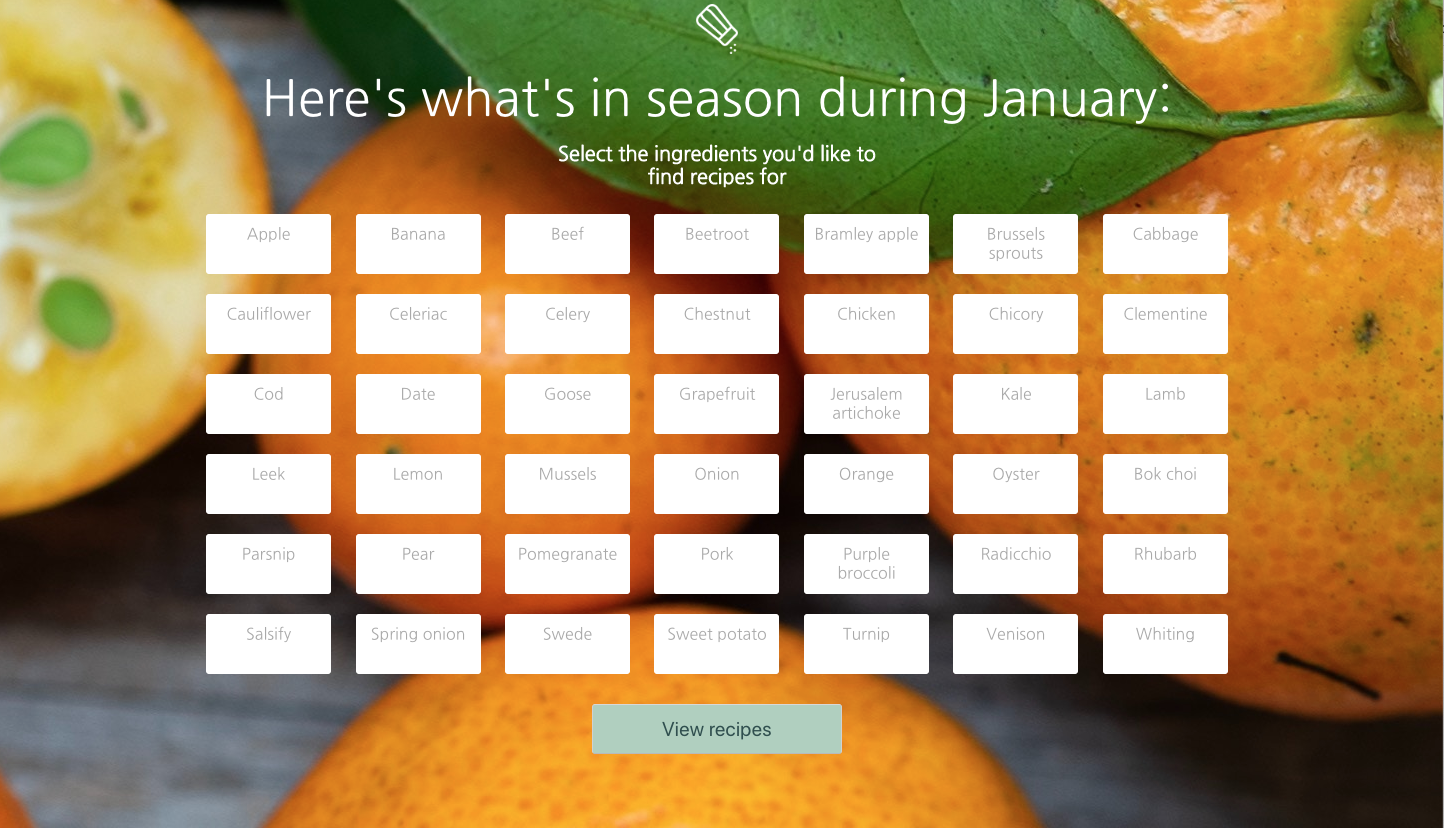 Here's what's in season during January:
Select the ingredients you'd like to
find recipes for
Apple
Banana
Beef
Beetroot
Bramley apple
Brussels
sprouts
Cabbage
Cauliflower
Celeriac
Celery
Chestnut
Chicken
Chicory
Clementine
Cod
Date
Goose
Grapefruit
Jerusalem
artichoke
Kale
Lamb
Leek
Lemon
Mussels
Onion
Orange
Oyster
Bok choi
Parsnip
Pear
Pomegranate
Pork
Purple
broccoli
Radicchio
Rhubarb
Salsify
Spring onion
Swede
Sweet potato
Turnip
Venison
Whiting
View recipes